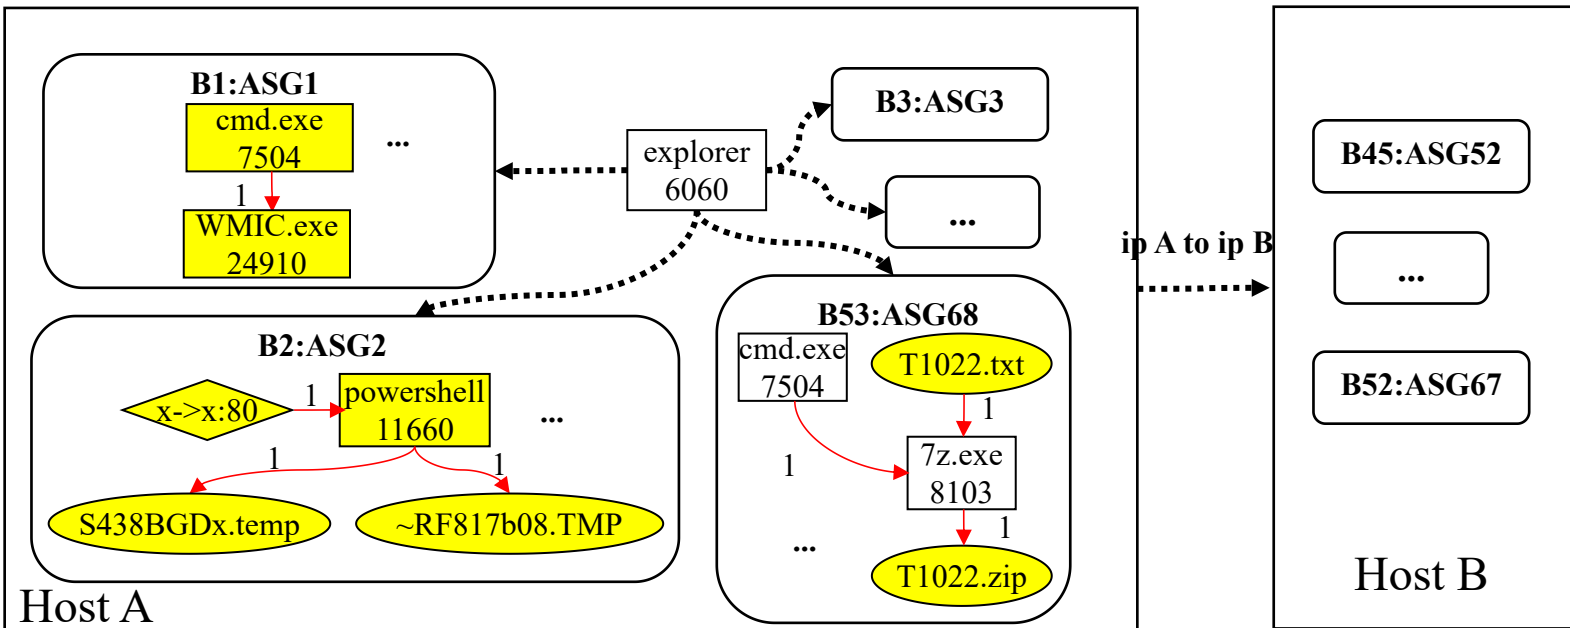 B1:ASG1
cmd.exe
7504
...
1
WMIC.exe
24910
explorer
6060
B3:ASG3
...
B2:ASG2
x->x:80
1
powershell
11660
...
1
1
S438BGDx.temp
~RF817b08.TMP
B53:ASG68
cmd.exe
7504
T1022.txt
1
1
7z.exe
8103
1
...
T1022.zip
Host A
ip A to ip B
B45:ASG52
...
B52:ASG67
Host B